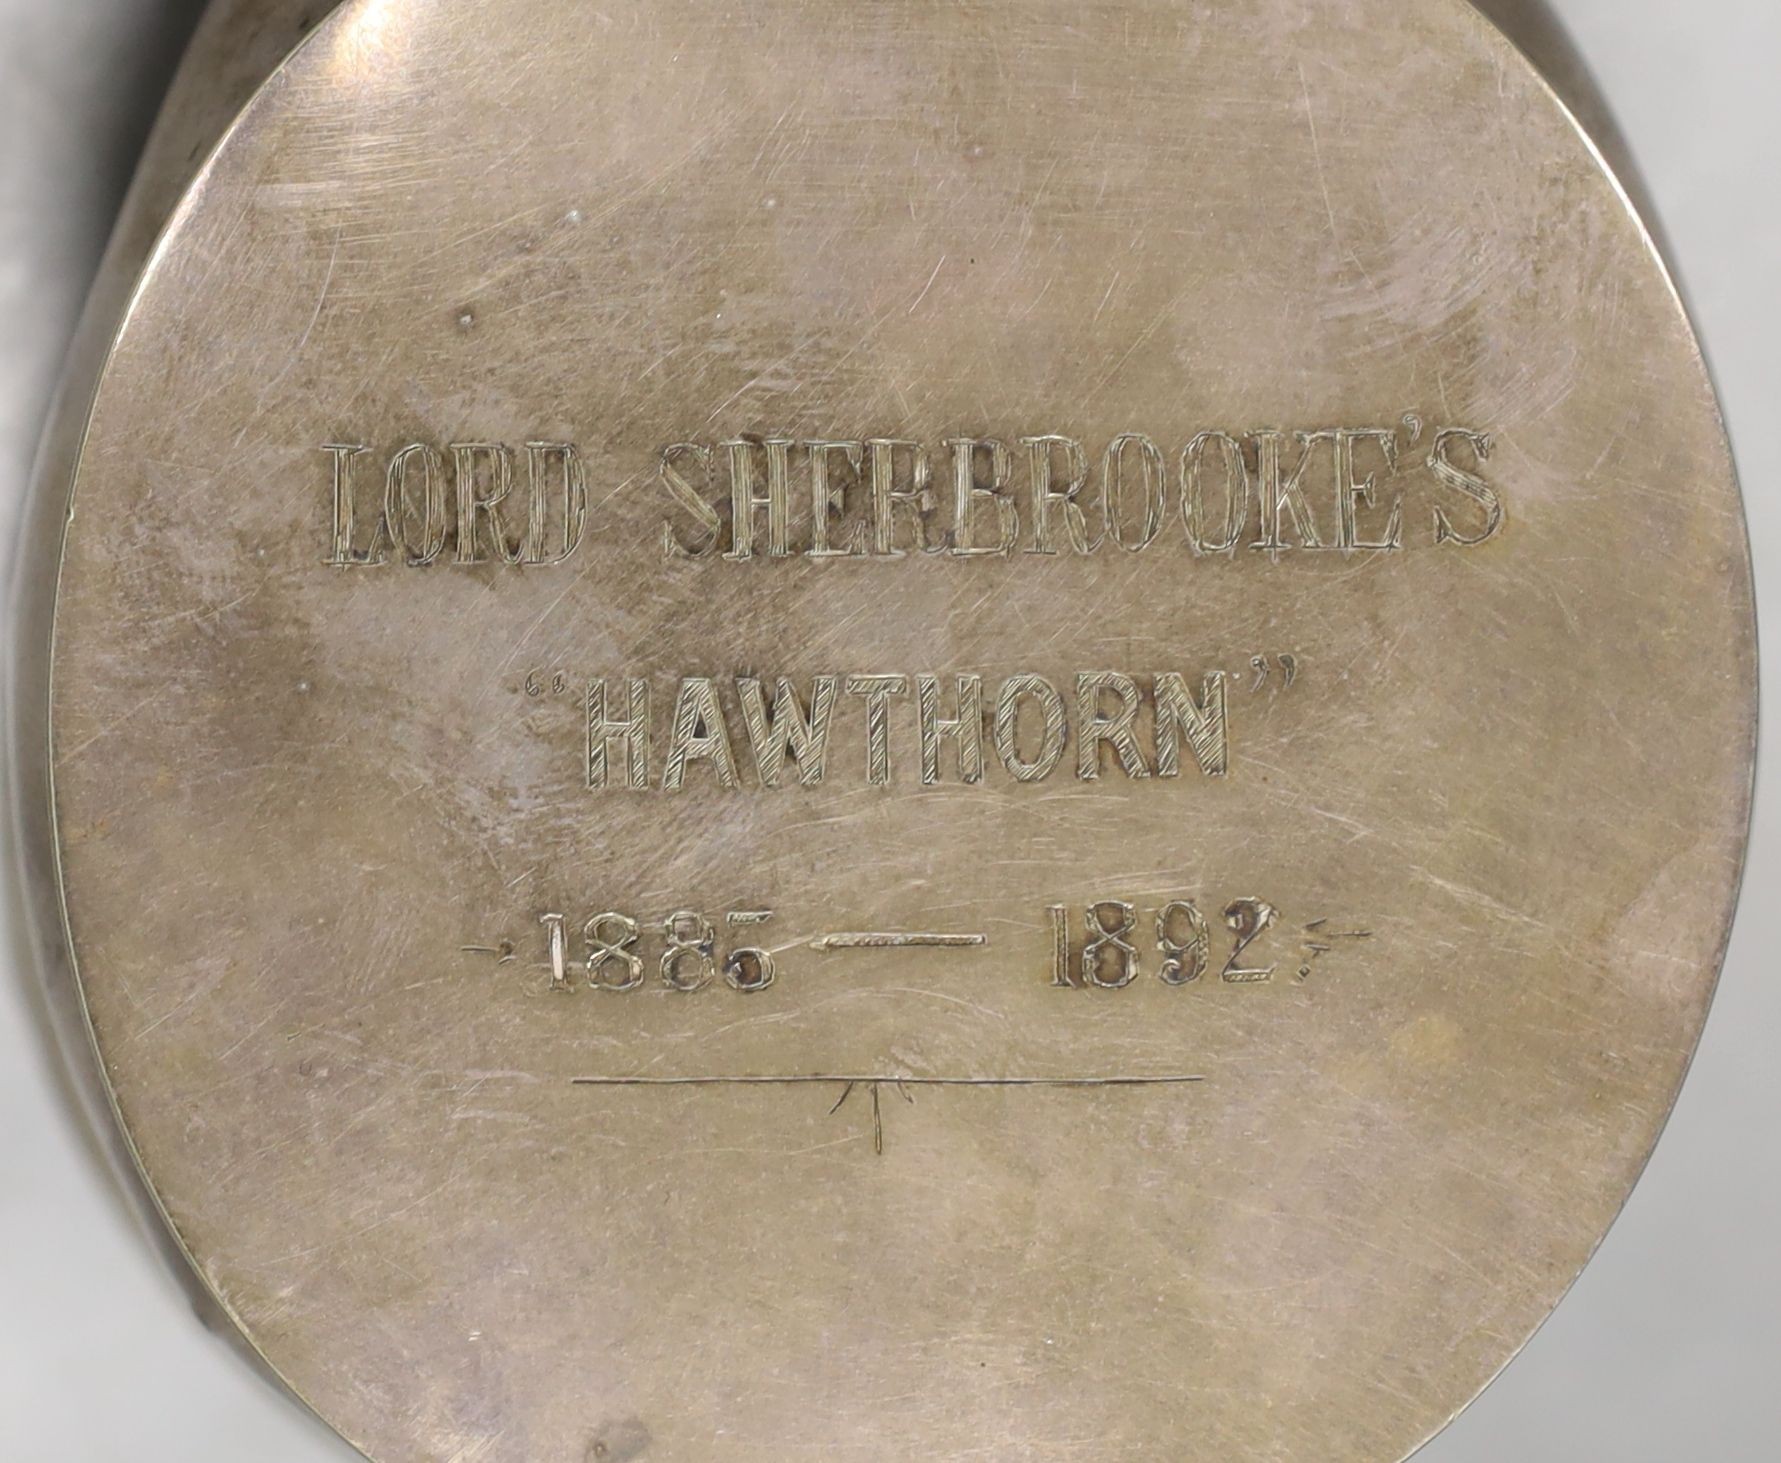 LORD SHERBROOKE'S
“HAWTHORN”
1885 — 1892